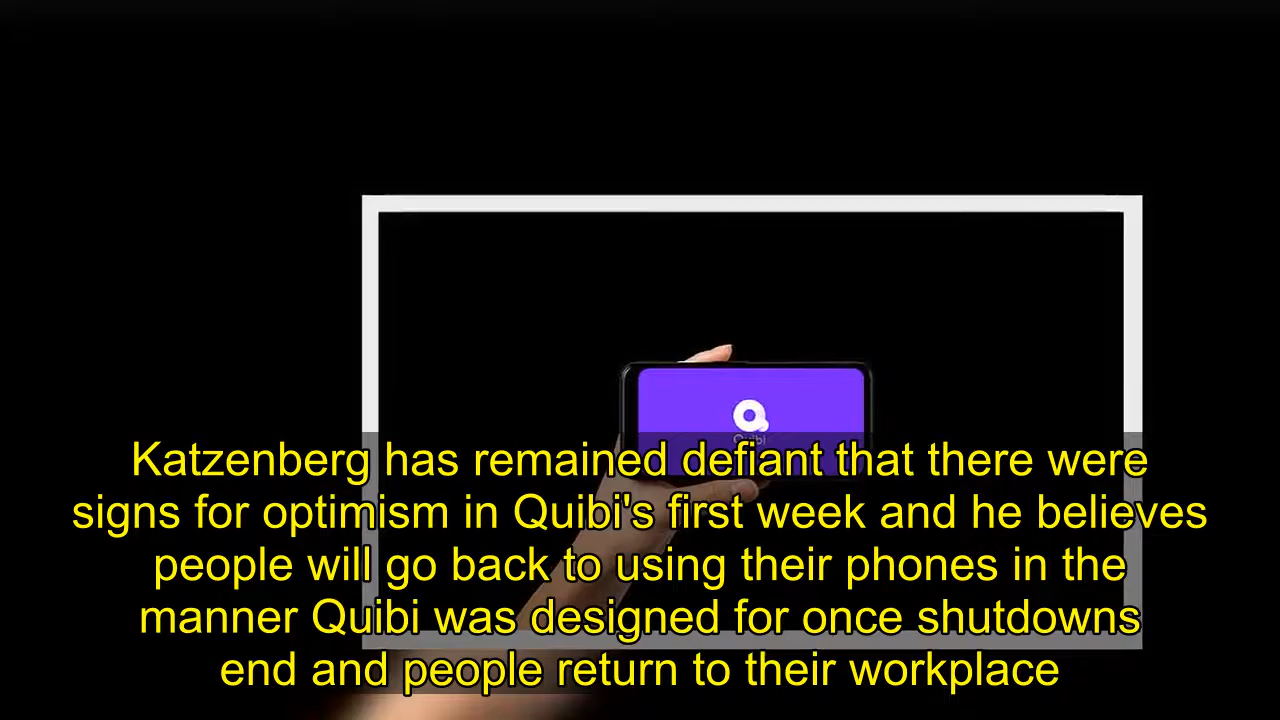 Quibi
Katzenberg has remained defiant that there were
signs for optimism in Quibi's first week and he believes
people will go back to using their phones in the
manner Quibi was designed for once shutdowns
end and people return to their workplace